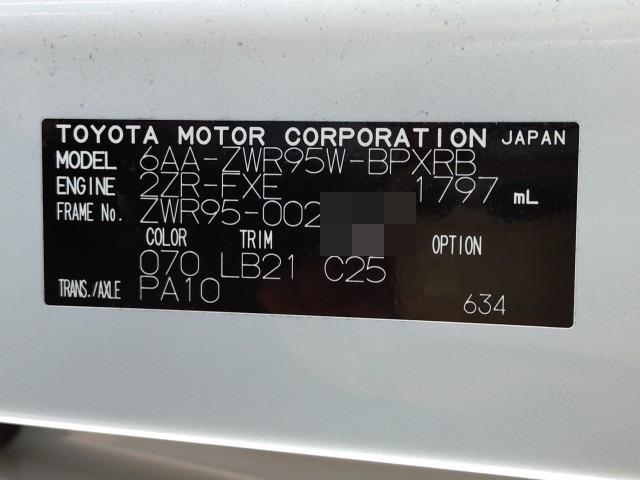 TOYOTA MOTOR CORPORATION JAPAN
MODEL 6AA-ZWR95W-BPXRB
ENGINE 2ZR-FXE 1797 mL
FRAME No. ZWR95-002
COLOR TRIM OPTION
070 LB21 C25
TRANS./AXLE PA10
634